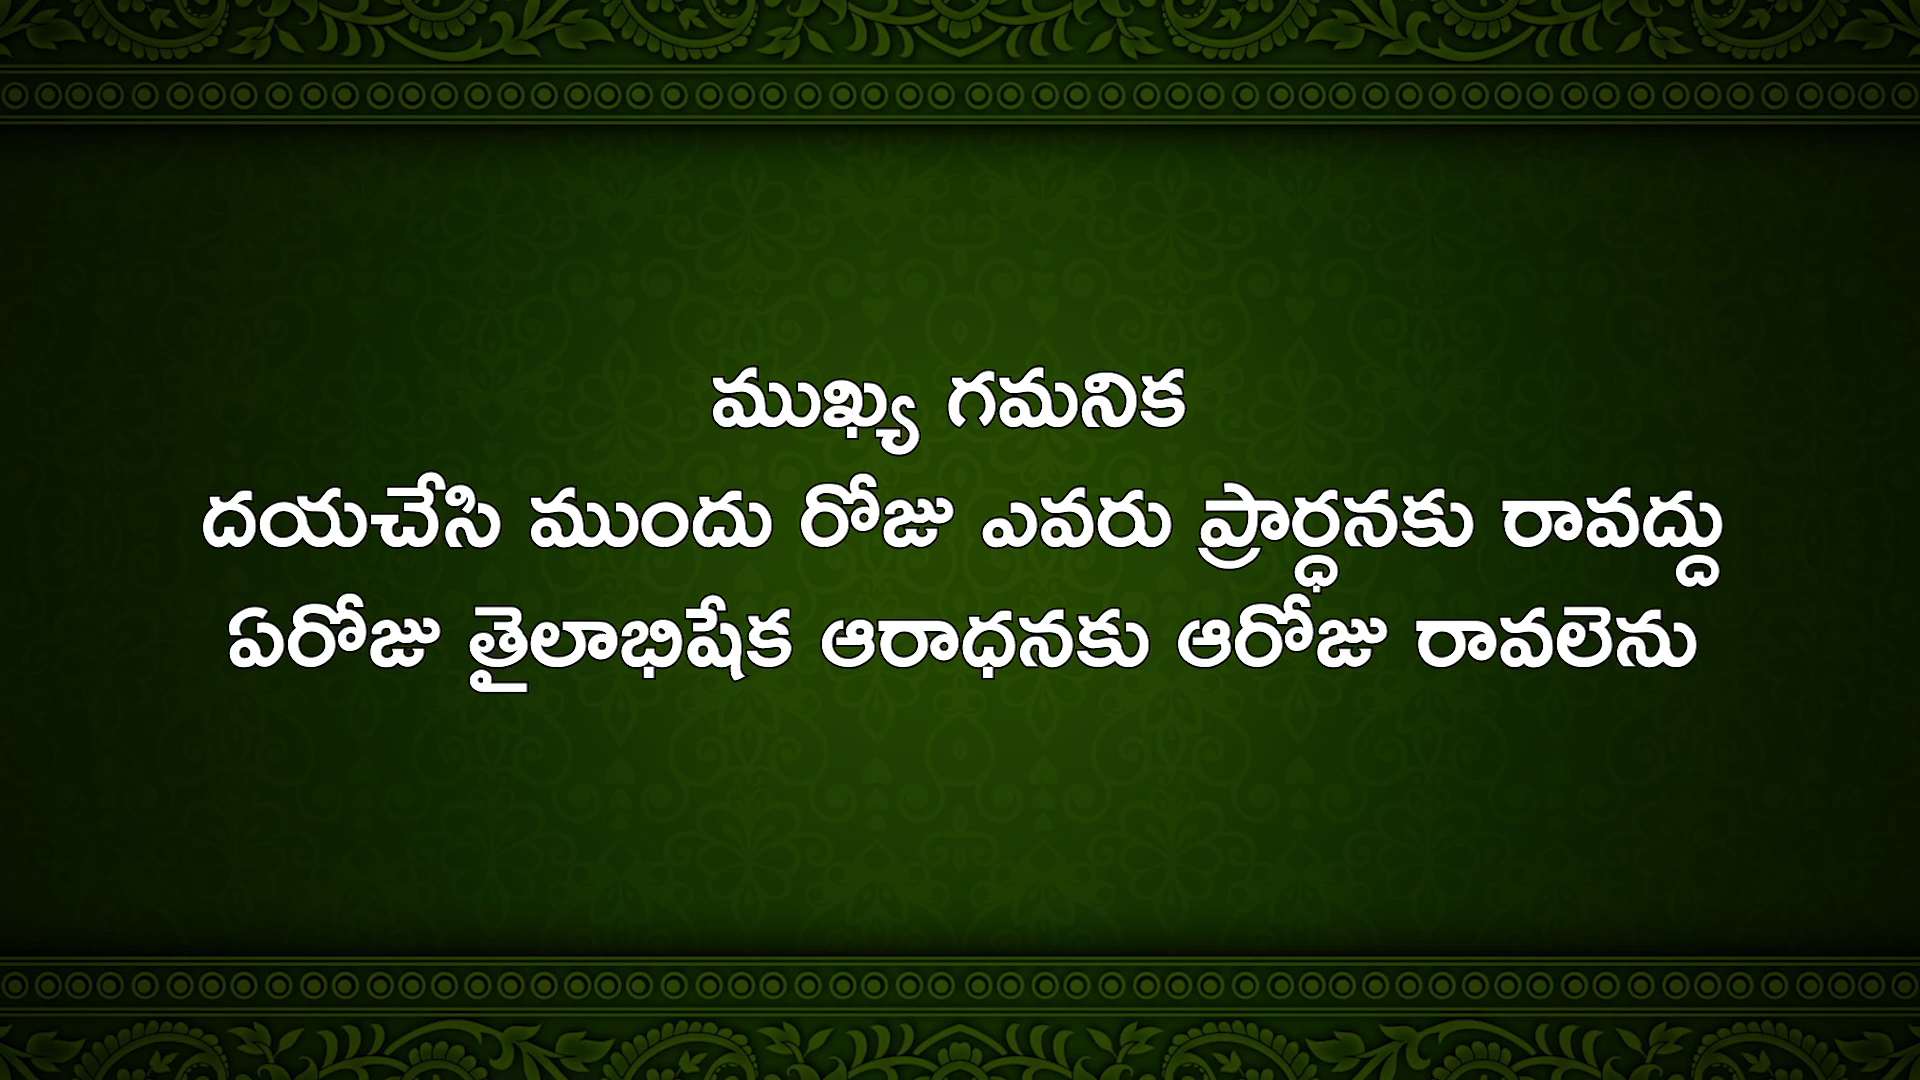 ముఖ్య గమనిక
దయచేసి ముందు రోజు ఎవరు ప్రార్ధనకు రావద్దు
ఏరోజు తైలాభిషేక ఆరాధనకు ఆరోజు రావలెను